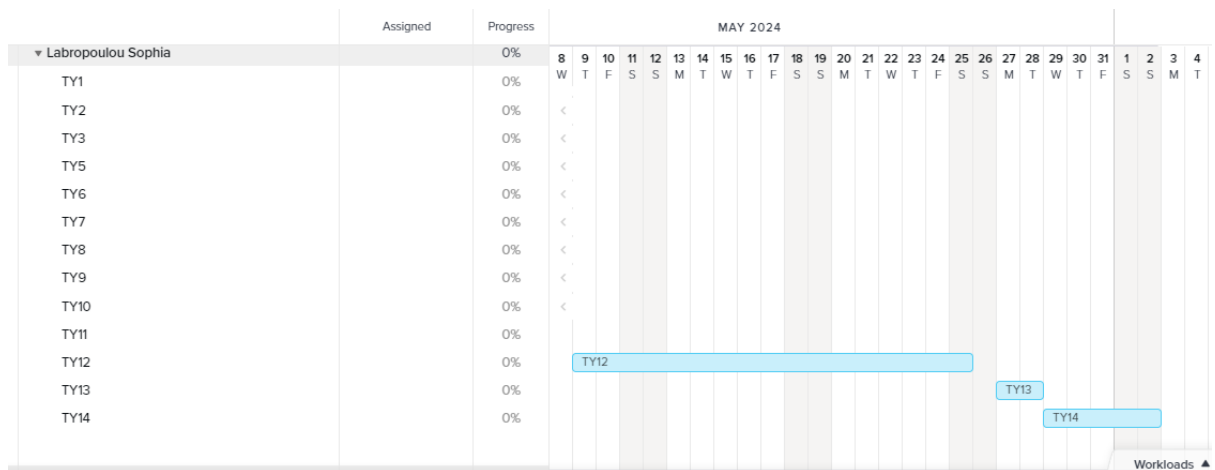 Assigned Progress MAY 2024
▾ Labropoulou Sophia 0% 8 9 10 11 12 13 14 15 16 17 18 19 20 21 22 23 24 25 26 27 28 29 30 31 1 2 3 4
W T F S S M T W T F S S M T W T F S S M T W T F S S M T
TY1 0%
TY2 0% <
TY3 0% <
TY5 0% <
TY6 0% <
TY7 0% <
TY8 0% <
TY9 0% <
TY10 0% <
TY11 0%
TY12 0% TY12
TY13 0% TY13
TY14 0% TY14
Workloads ▲